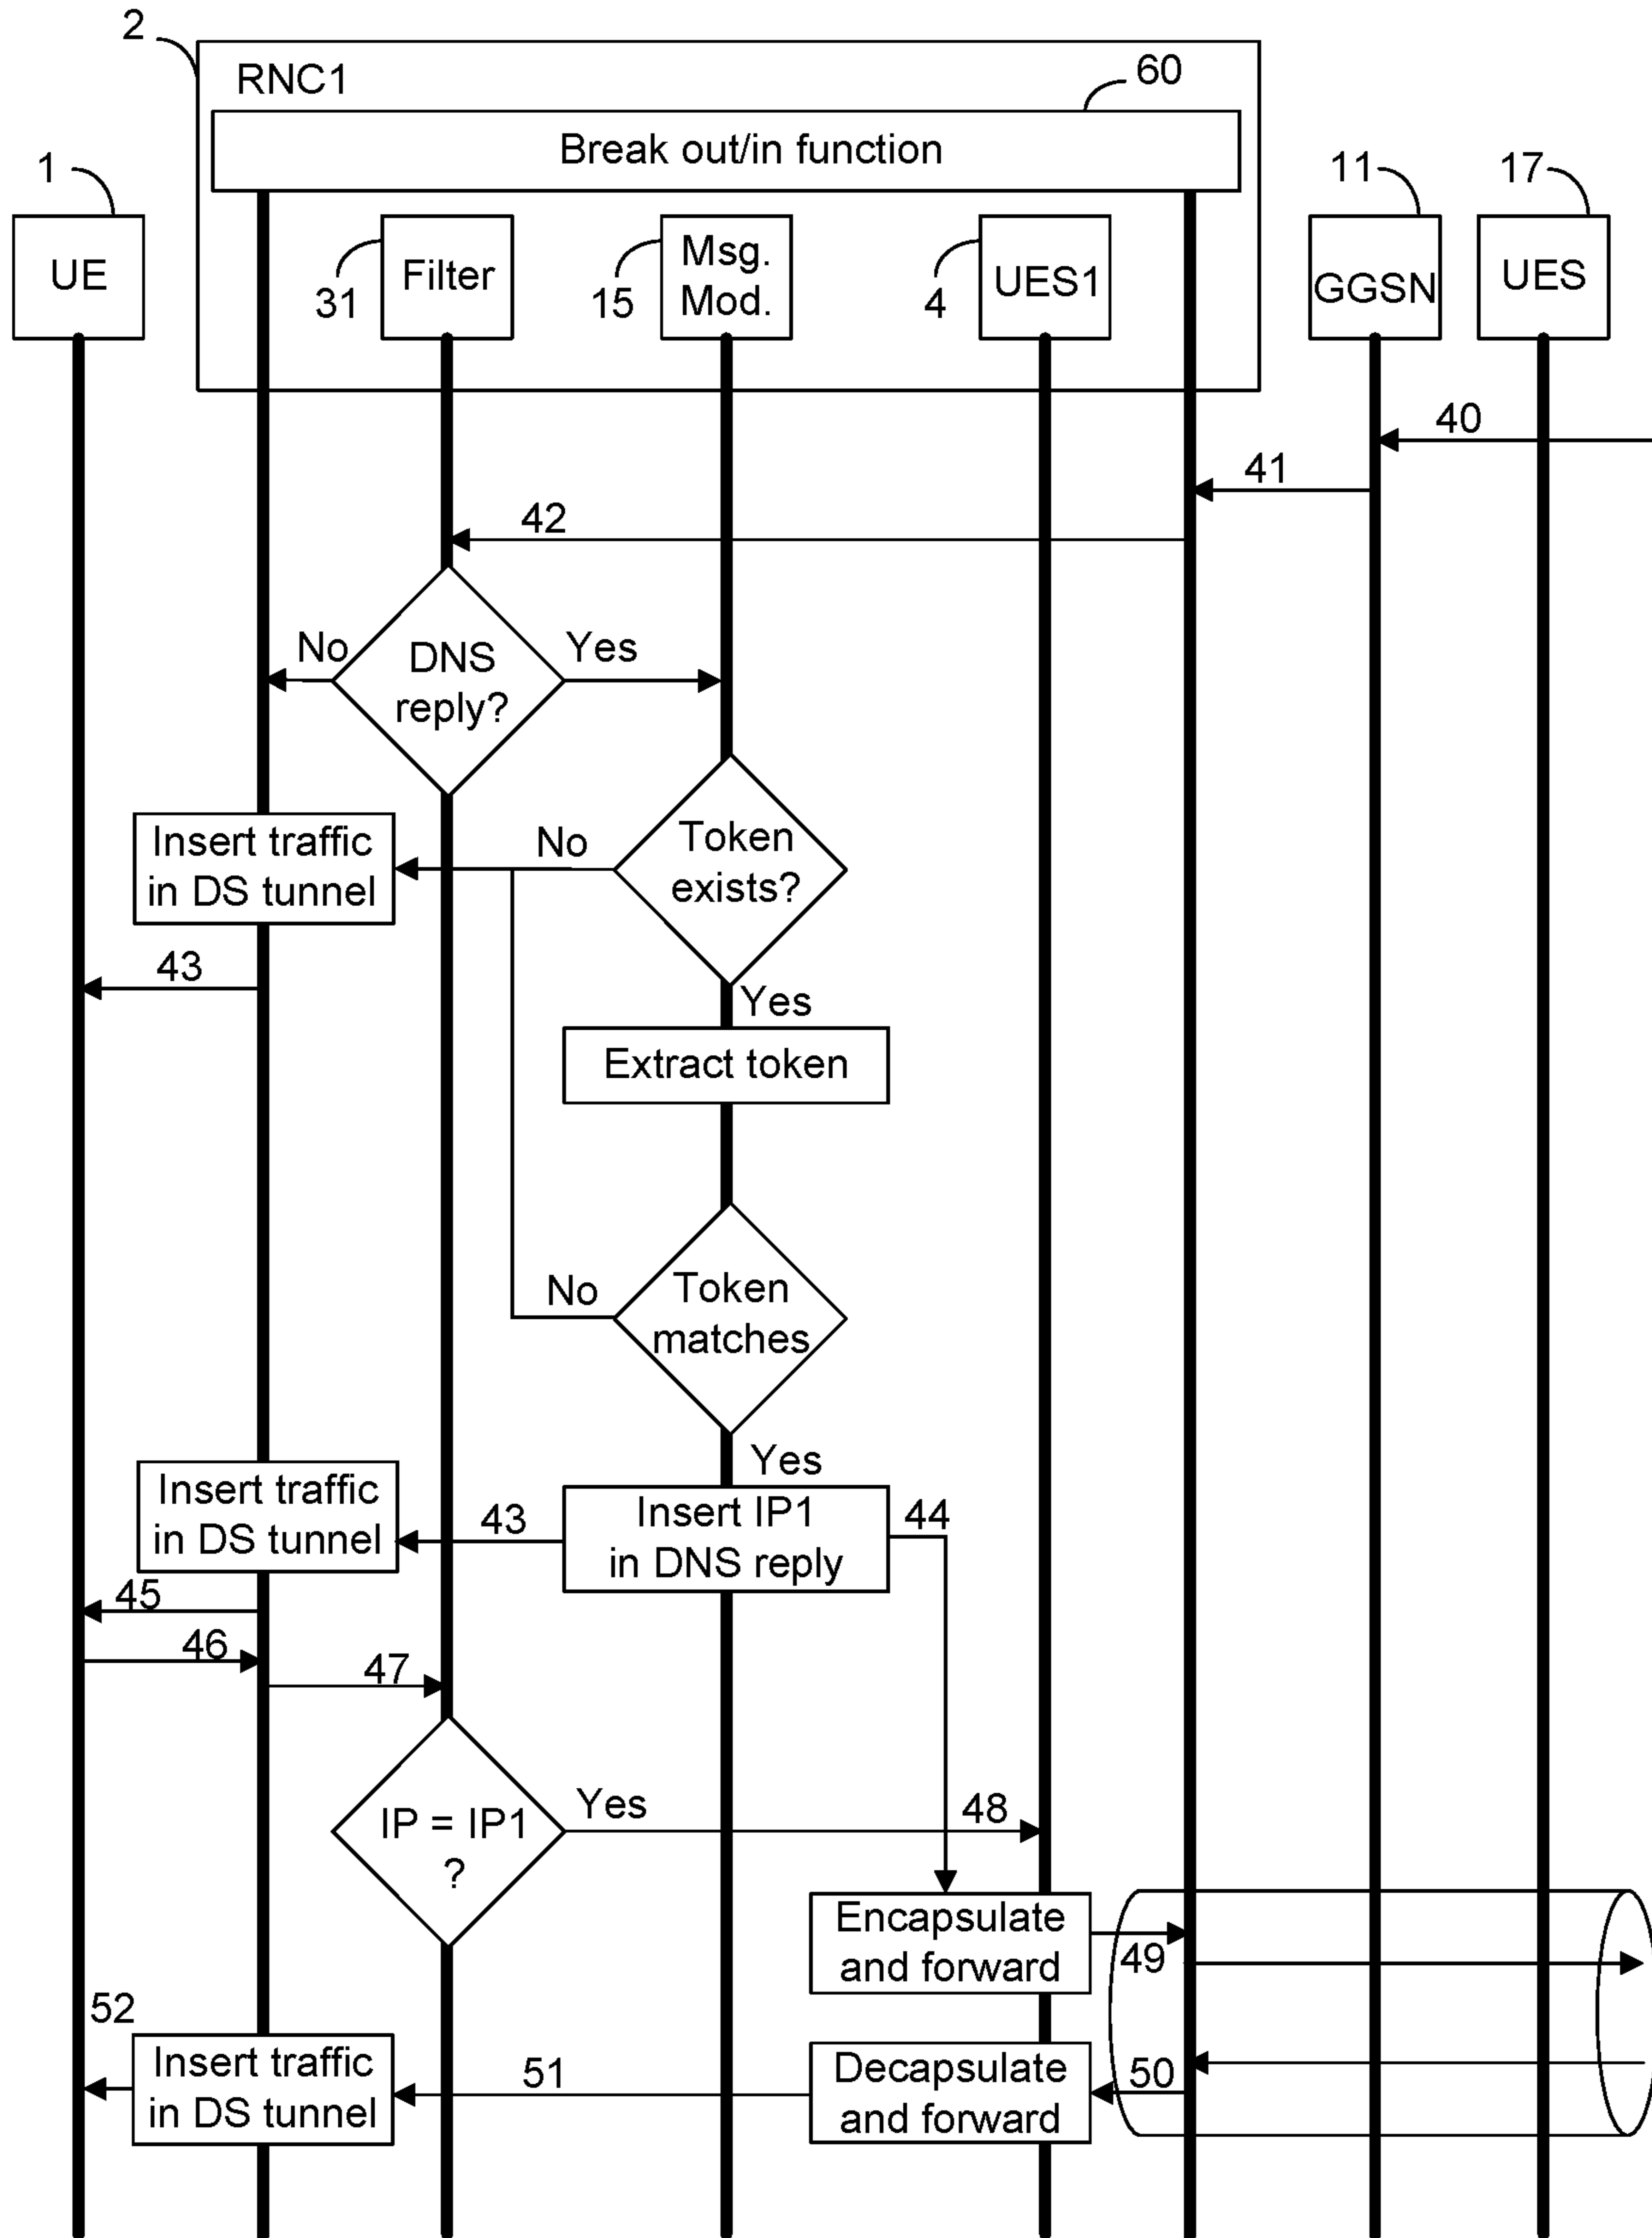 2
RNC1
60
Break out/in function
1
11
17
UE
31
Filter
15
Msg.
Mod.
4
UES1
GGSN
UES
40
41
42
No
DNS
reply?
Yes
Insert traffic
in DS tunnel
No
Token
exists?
43
Yes
Extract token
No
Token
matches
Yes
Insert traffic
in DS tunnel
43
Insert IP1
in DNS reply
44
45
46
47
IP = IP1
?
Yes
48
Encapsulate
and forward
49
52
Insert traffic
in DS tunnel
51
Decapsulate
and forward
50